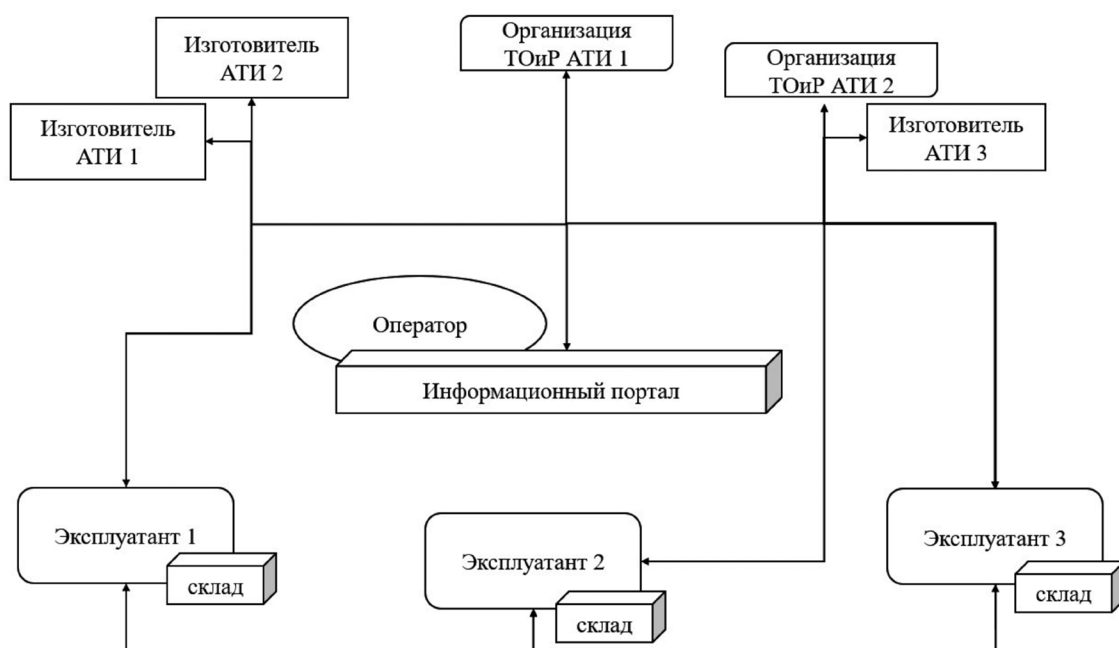 Изготовитель
АТИ 2
Организация
ТОиР АТИ 1
Организация
ТОиР АТИ 2
Изготовитель
АТИ 1
Изготовитель
АТИ 3
Оператор
Информационный портал
Эксплуатант 1
склад
Эксплуатант 2
склад
Эксплуатант 3
склад